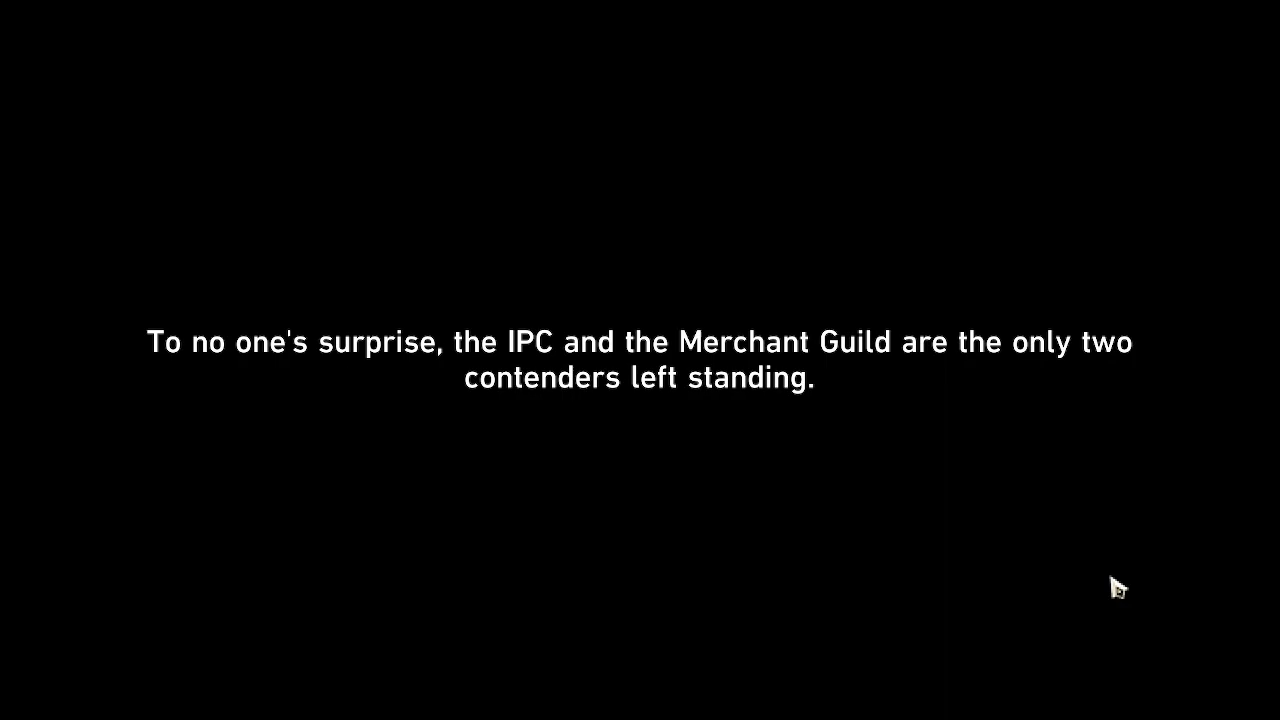 To no one's surprise, the IPC and the Merchant Guild are the only two
contenders left standing.